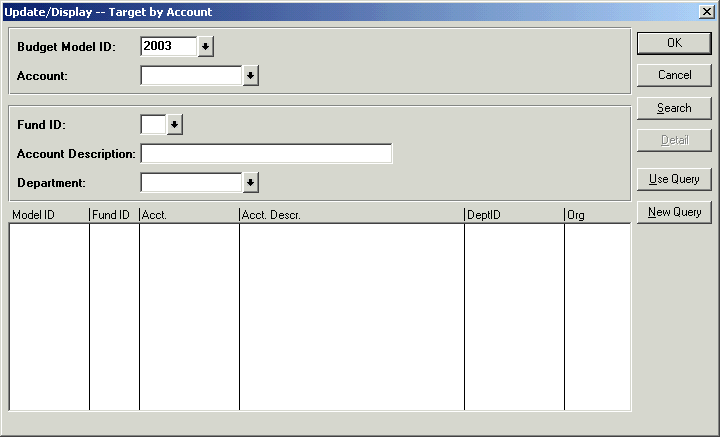 Update/Display -- Target by Account
Budget Model ID: 2003
OK
Account:
Cancel
Search
Fund ID:
Detail
Account Description:
Department:
Use Query
Model ID Fund ID Acct. Acct. Descr. DeptID Org
New Query